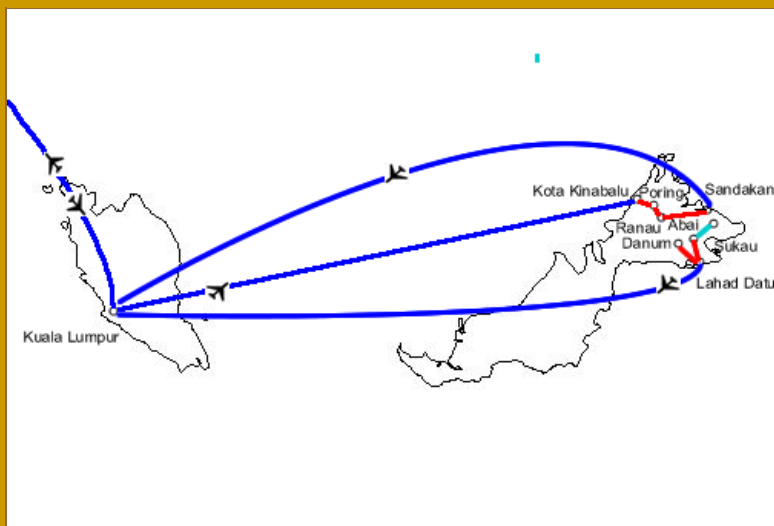 Kota Kinabalu
Poring
Sandakan
Ranau
Abai
Danum
Sukau
Lahad Datu
Kuala Lumpur